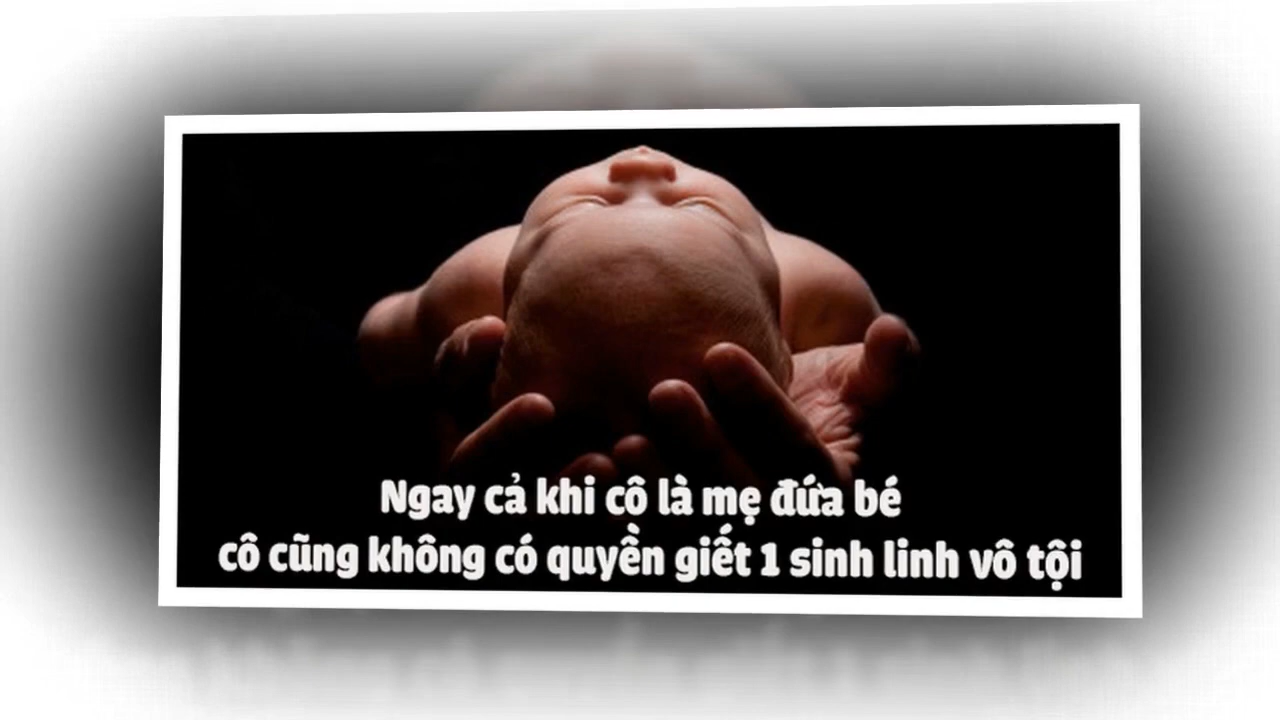 Ngay cả khi cô là mẹ đứa bé
cô cũng không có quyền giết 1 sinh linh vô tội